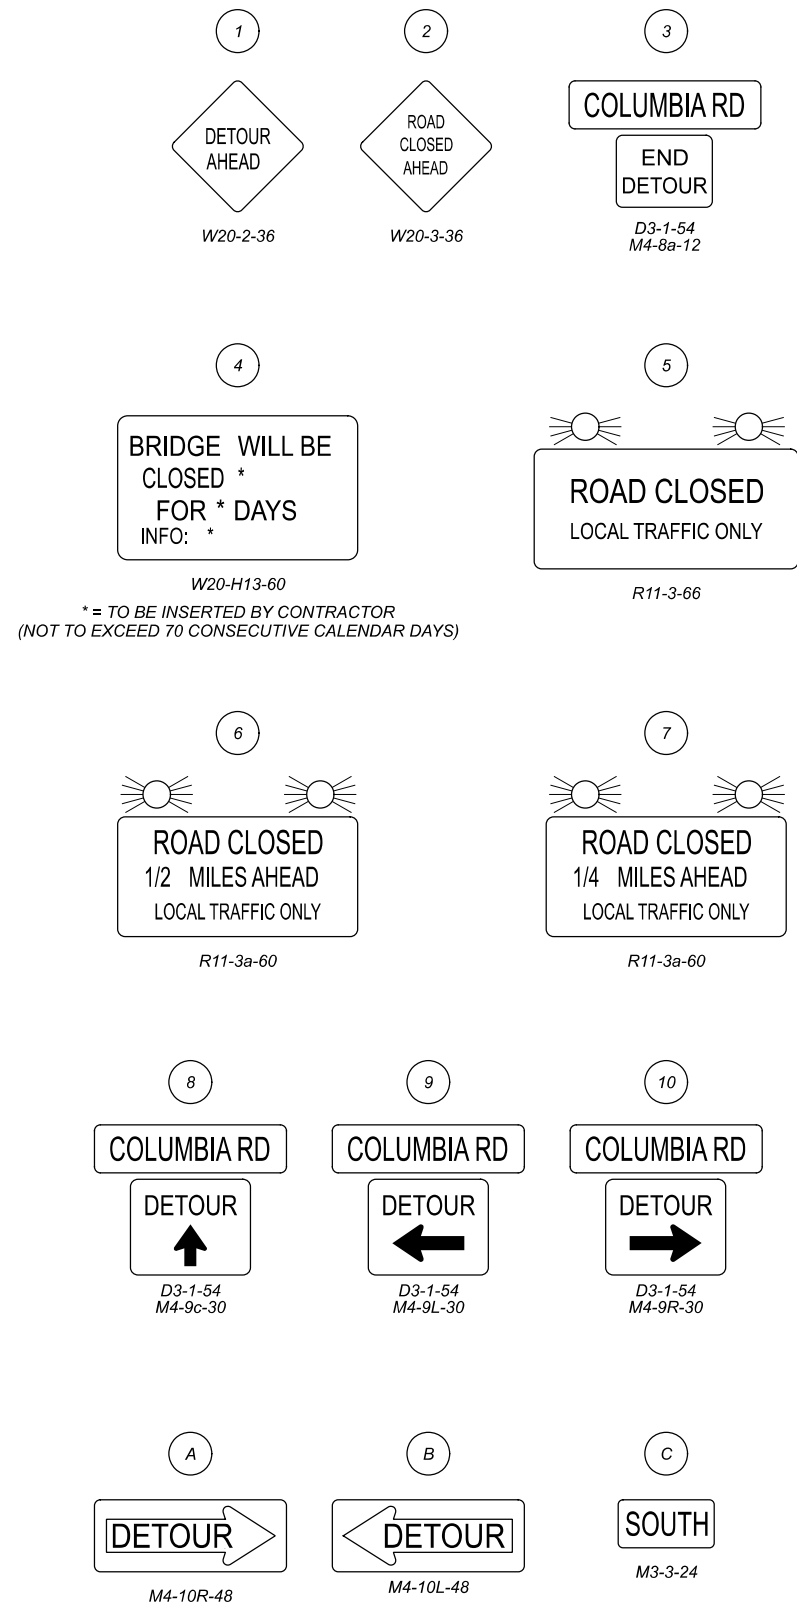 1
2
3
DETOUR
AHEAD
W20-2-36
ROAD
CLOSED
AHEAD
W20-3-36
COLUMBIA RD
END
DETOUR
D3-1-54
M4-8a-12
4
5
BRIDGE WILL BE
CLOSED *
FOR * DAYS
INFO: *
W20-H13-60
* = TO BE INSERTED BY CONTRACTOR
(NOT TO EXCEED 70 CONSECUTIVE CALENDAR DAYS)
ROAD CLOSED
LOCAL TRAFFIC ONLY
R11-3-66
6
7
ROAD CLOSED
1/2 MILES AHEAD
LOCAL TRAFFIC ONLY
R11-3a-60
ROAD CLOSED
1/4 MILES AHEAD
LOCAL TRAFFIC ONLY
R11-3a-60
8
9
10
COLUMBIA RD
DETOUR
D3-1-54
M4-9c-30
COLUMBIA RD
DETOUR
D3-1-54
M4-9L-30
COLUMBIA RD
DETOUR
D3-1-54
M4-9R-30
A
B
C
DETOUR
M4-10R-48
DETOUR
M4-10L-48
SOUTH
M3-3-24